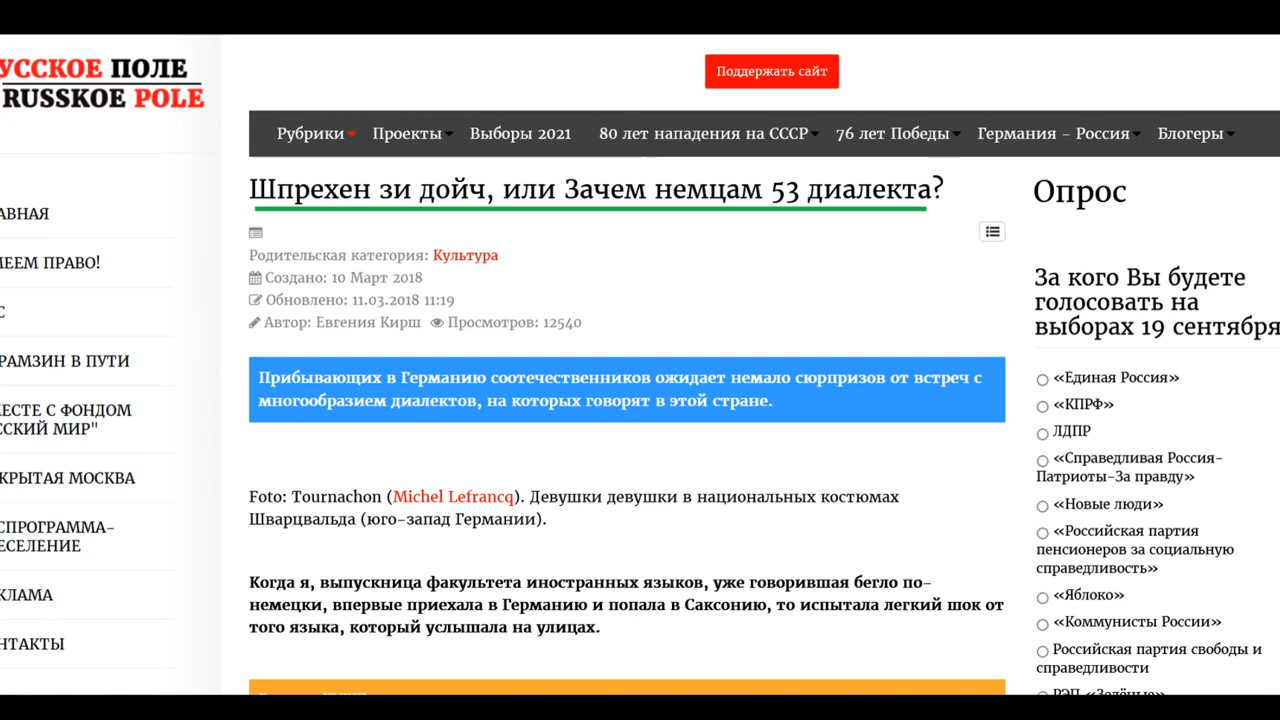 УССКОЕ ПОЛЕ
RUSSKOE POLE
Поддержать сайт
Рубрики Проекты Выборы 2021 80 лет нападения на СССР 76 лет Победы Германия - Россия Блогеры
АВНАЯ
МЕЕМ ПРАВО!
С
РАМЗИН В ПУТИ
МЕСТЕ С ФОНДОМ
ССКИЙ МИР"
КРЫТАЯ МОСКВА
СПРОГРАММА-
ЕСЕЛЕНИЕ
КЛАМА
НТАКТЫ
Шпрехен зи дойч, или Зачем немцам 53 диалекта?
Родительская категория: Культура
Создано: 10 Март 2018
Обновлено: 11.03.2018 11:19
Автор: Евгения Кирш Просмотров: 12540
Прибывающих в Германию соотечественников ожидает немало сюрпризов от встреч с
многообразием диалектов, на которых говорят в этой стране.
Foto: Tournachon (Michel Lefrancq). Девушки девушки в национальных костюмах
Шварцвальда (юго-запад Германии).
Когда я, выпускница факультета иностранных языков, уже говорившая бегло по-
немецки, впервые приехала в Германию и попала в Саксонию, то испытала легкий шок от
того языка, который услышала на улицах.
Опрос
За кого Вы будете
голосовать на
выборах 19 сентября
«Единая Россия»
«КПРФ»
ЛДПР
«Справедливая Россия-
Патриоты-За правду»
«Новые люди»
«Российская партия
пенсионеров за социальную
справедливость»
«Яблоко»
«Коммунисты России»
Российская партия свободы и
справедливости
РЭП «Зелёные»